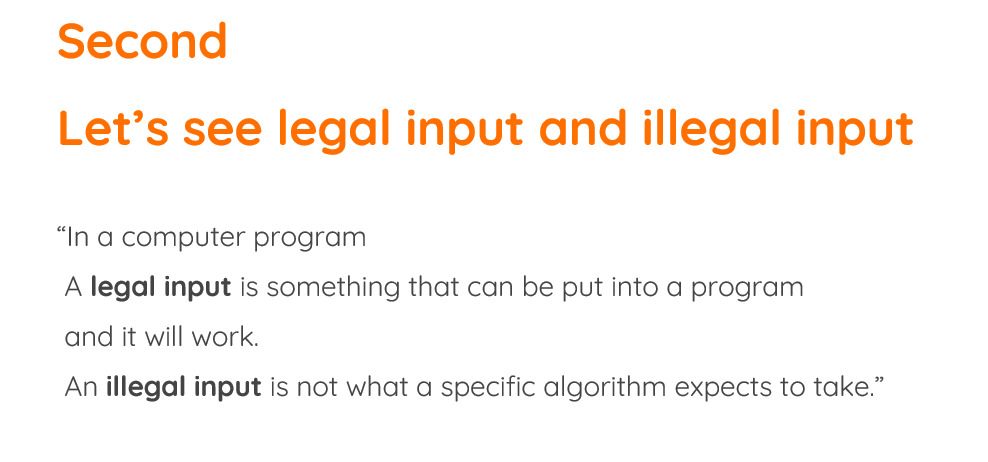 Second
Let’s see legal input and illegal input
“In a computer program
A legal input is something that can be put into a program
and it will work.
An illegal input is not what a specific algorithm expects to take.”